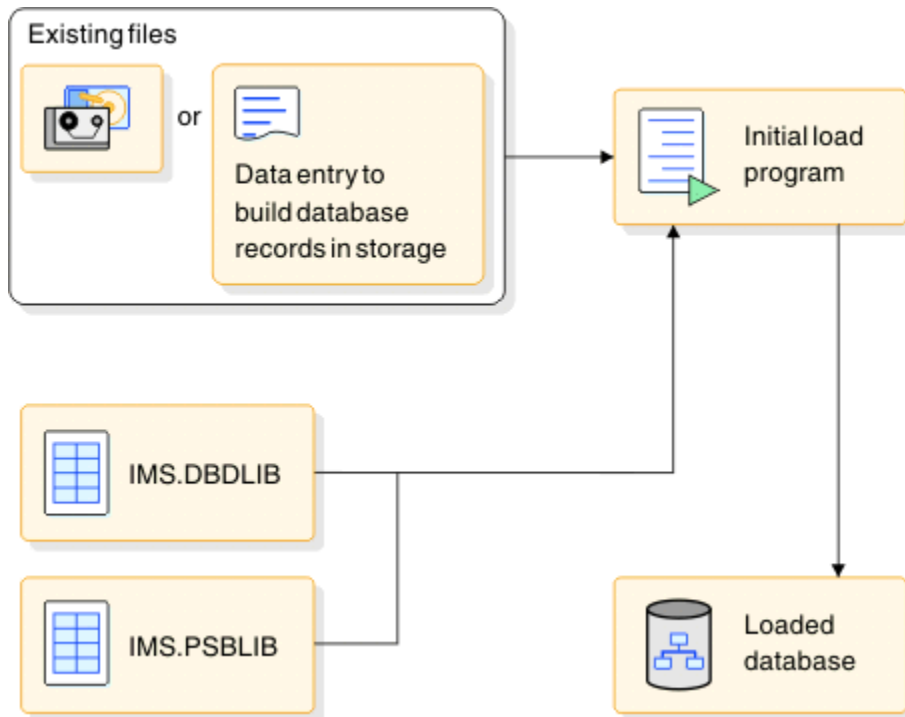 Existing files
or
Data entry to
build database
records in storage
Initial load
program
IMS.DBDLIB
IMS.PSBLIB
Loaded
database